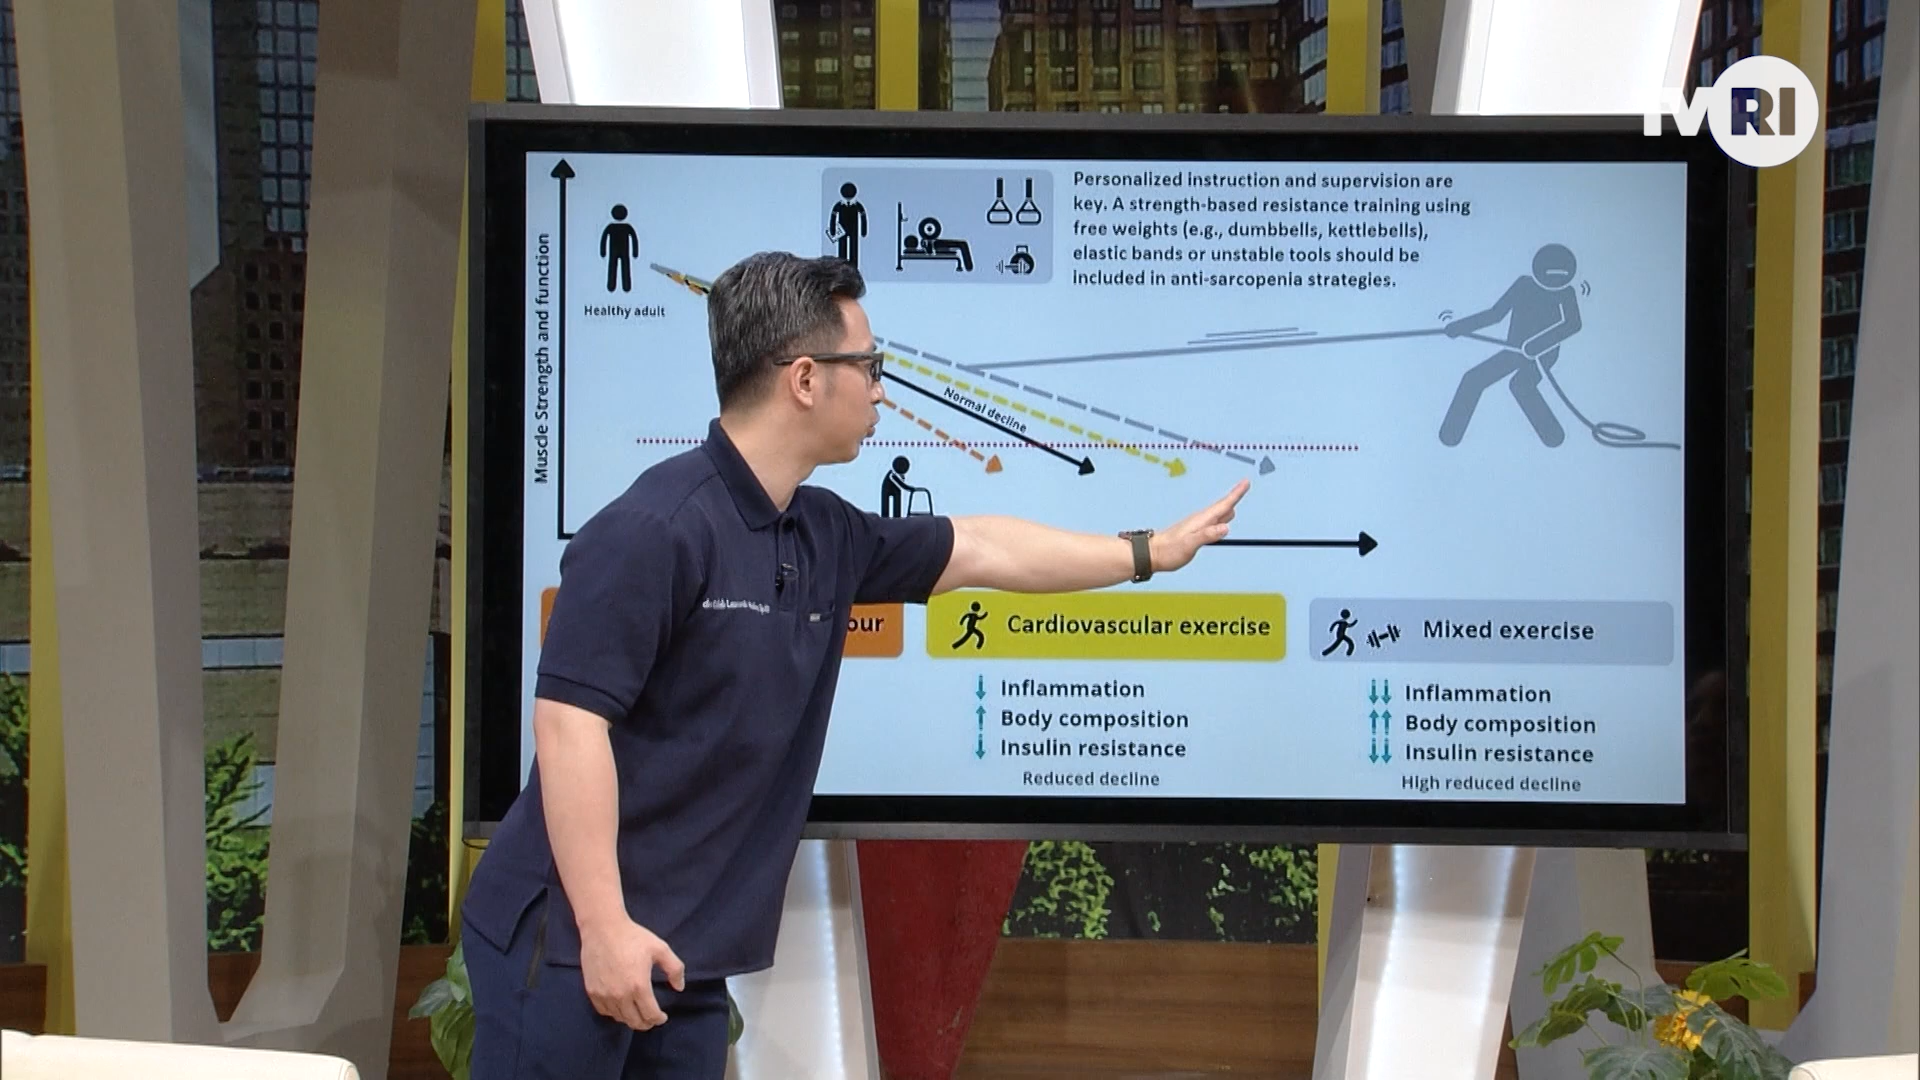 TVRI
Personalized instruction and supervision are
key. A strength-based resistance training using
free weights (e.g., dumbbells, kettlebells),
elastic bands or unstable tools should be
included in anti-sarcopenia strategies.
Muscle Strength and function
Healthy adult
Normal decline
our
Cardiovascular exercise
Mixed exercise
Inflammation
Body composition
Insulin resistance
Reduced decline
Inflammation
Body composition
Insulin resistance
High reduced decline